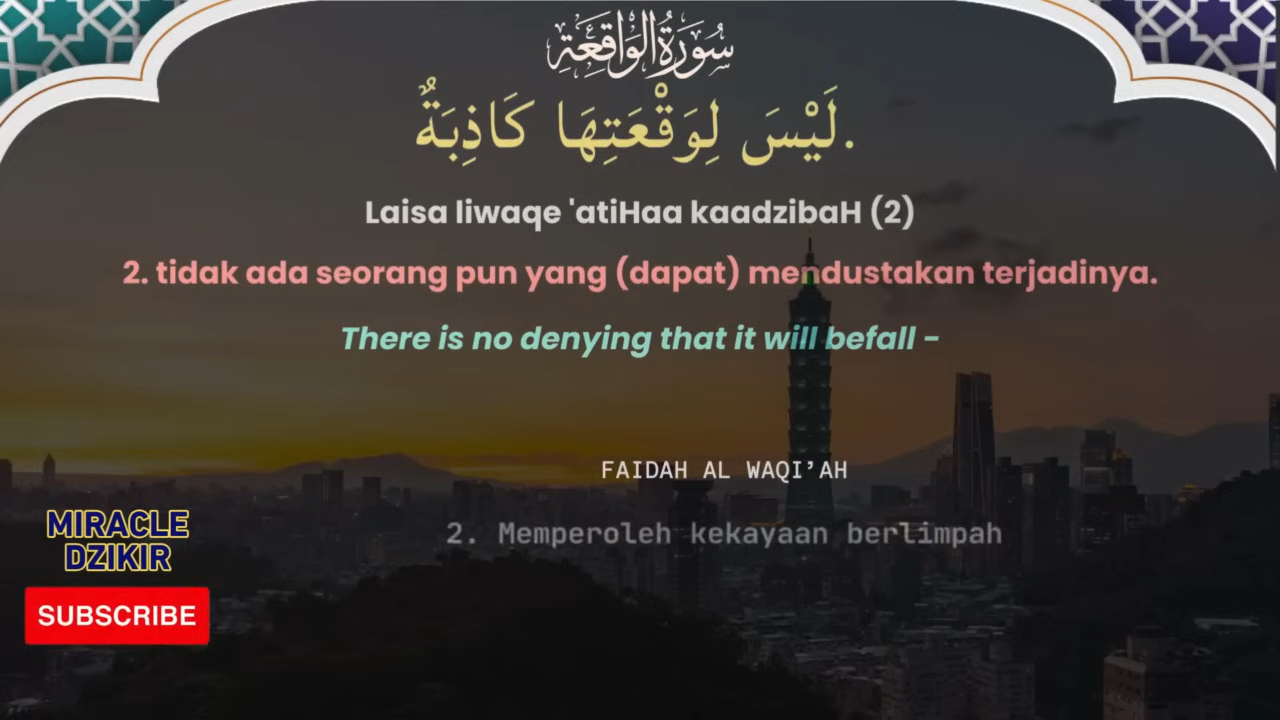 سُورَةُ الْوَاقِعَةِ
لَيْسَ لِوَقْعَتِهَا كَاذِبَةٌ.
Laisa liwaqe 'atiHaa kaadzibaH (2)
2. tidak ada seorang pun yang (dapat) mendustakan terjadinya.
There is no denying that it will befall -
FAIDAH AL WAQI’AH
2. Memperoleh kekayaan berlimpah
MIRACLE
DZIKIR
SUBSCRIBE